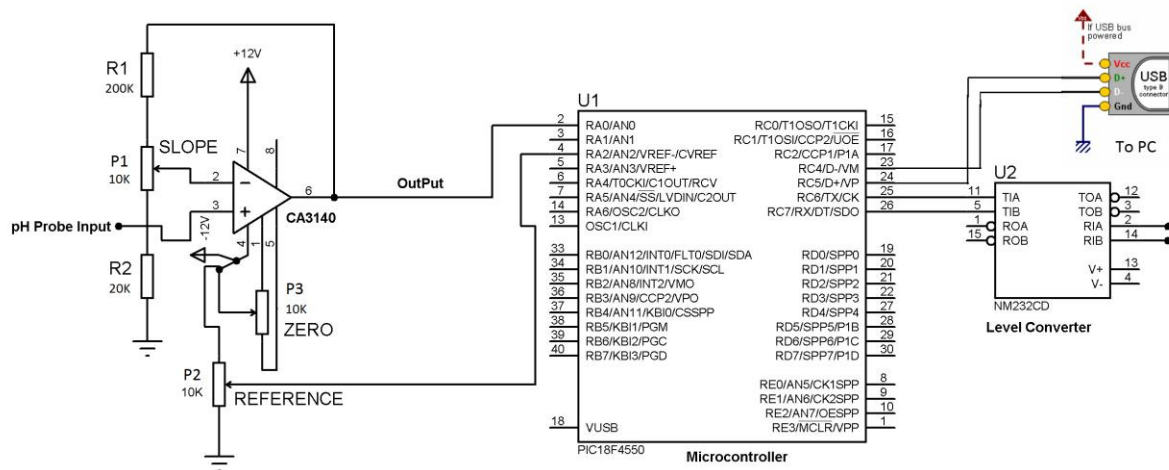 R1
200K
P1
10K
SLOPE
R2
20K
pH Probe Input
+12V
7
8
2
3
6
CA3140
-12V
4
1
5
P3
10K
ZERO
P2
10K
REFERENCE
OutPut
U1
2 RA0/AN0
3 RA1/AN1
4 RA2/AN2/VREF-/CVREF
5 RA3/AN3/VREF+
6 RA4/T0CKI/C1OUT/RCV
7 RA5/AN4/SS/LVDIN/C2OUT
14 RA6/OSC2/CLKO
13 OSC1/CLKI
33 RB0/AN12/INT0/FLT0/SDI/SDA
34 RB1/AN10/INT1/SCK/SCL
35 RB2/AN8/INT2/VMO
36 RB3/AN9/CCP2/VPO
37 RB4/AN11/KBI0/CSSPP
38 RB5/KBI1/PGM
39 RB6/KBI2/PGC
40 RB7/KBI3/PGD
18 VUSB
RC0/T1OSO/T1CKI 15
RC1/T1OSI/CCP2/UOE 16
RC2/CCP1/P1A 17
RC4/D-/VM 23
RC5/D+/VP 24
RC6/TX/CK 25
RC7/RX/DT/SDO 26
RD0/SPP0 19
RD1/SPP1 20
RD2/SPP2 21
RD3/SPP3 22
RD4/SPP4 27
RD5/SPP5/P1B 28
RD6/SPP6/P1C 29
RD7/SPP7/P1D 30
RE0/AN5/CK1SPP 8
RE1/AN6/CK2SPP 9
RE2/AN7/OESPP 10
RE3/MCLR/VPP 1
PIC18F4550
Microcontroller
If USB bus
powered
Vcc
D+
D-
Gnd
USB
type B
connector
To PC
U2
11 TIA
5 TIB
1 ROA
15 ROB
TOA 12
TOB 3
RIA 2
RIB 14
V+ 13
V- 4
NM232CD
Level Converter